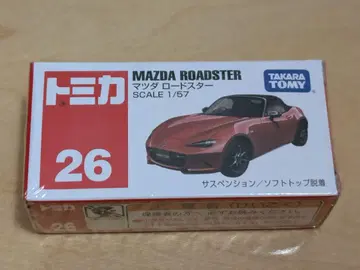 トミカ
26
MAZDA ROADSTER
マツダ ロードスター
SCALE 1/57
TAKARA
TOMY
サスペンション/ソフトトップ脱着